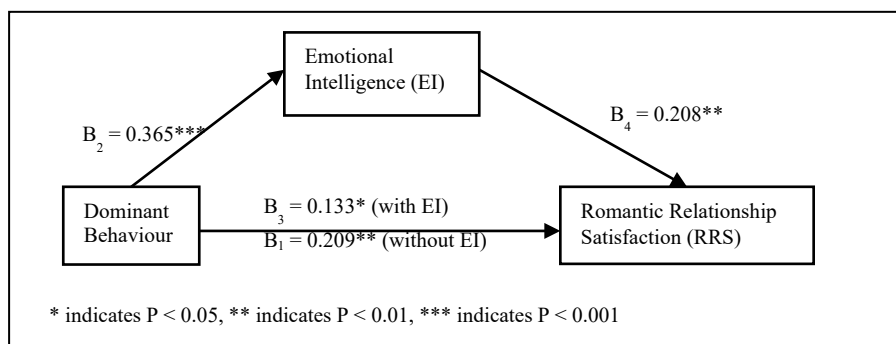 Emotional
Intelligence (EI)
B₂ = 0.365***
B₄ = 0.208**
Dominant
Behaviour
B₃ = 0.133* (with EI)
B₁ = 0.209** (without EI)
Romantic Relationship
Satisfaction (RRS)
* indicates P < 0.05, ** indicates P < 0.01, *** indicates P < 0.001